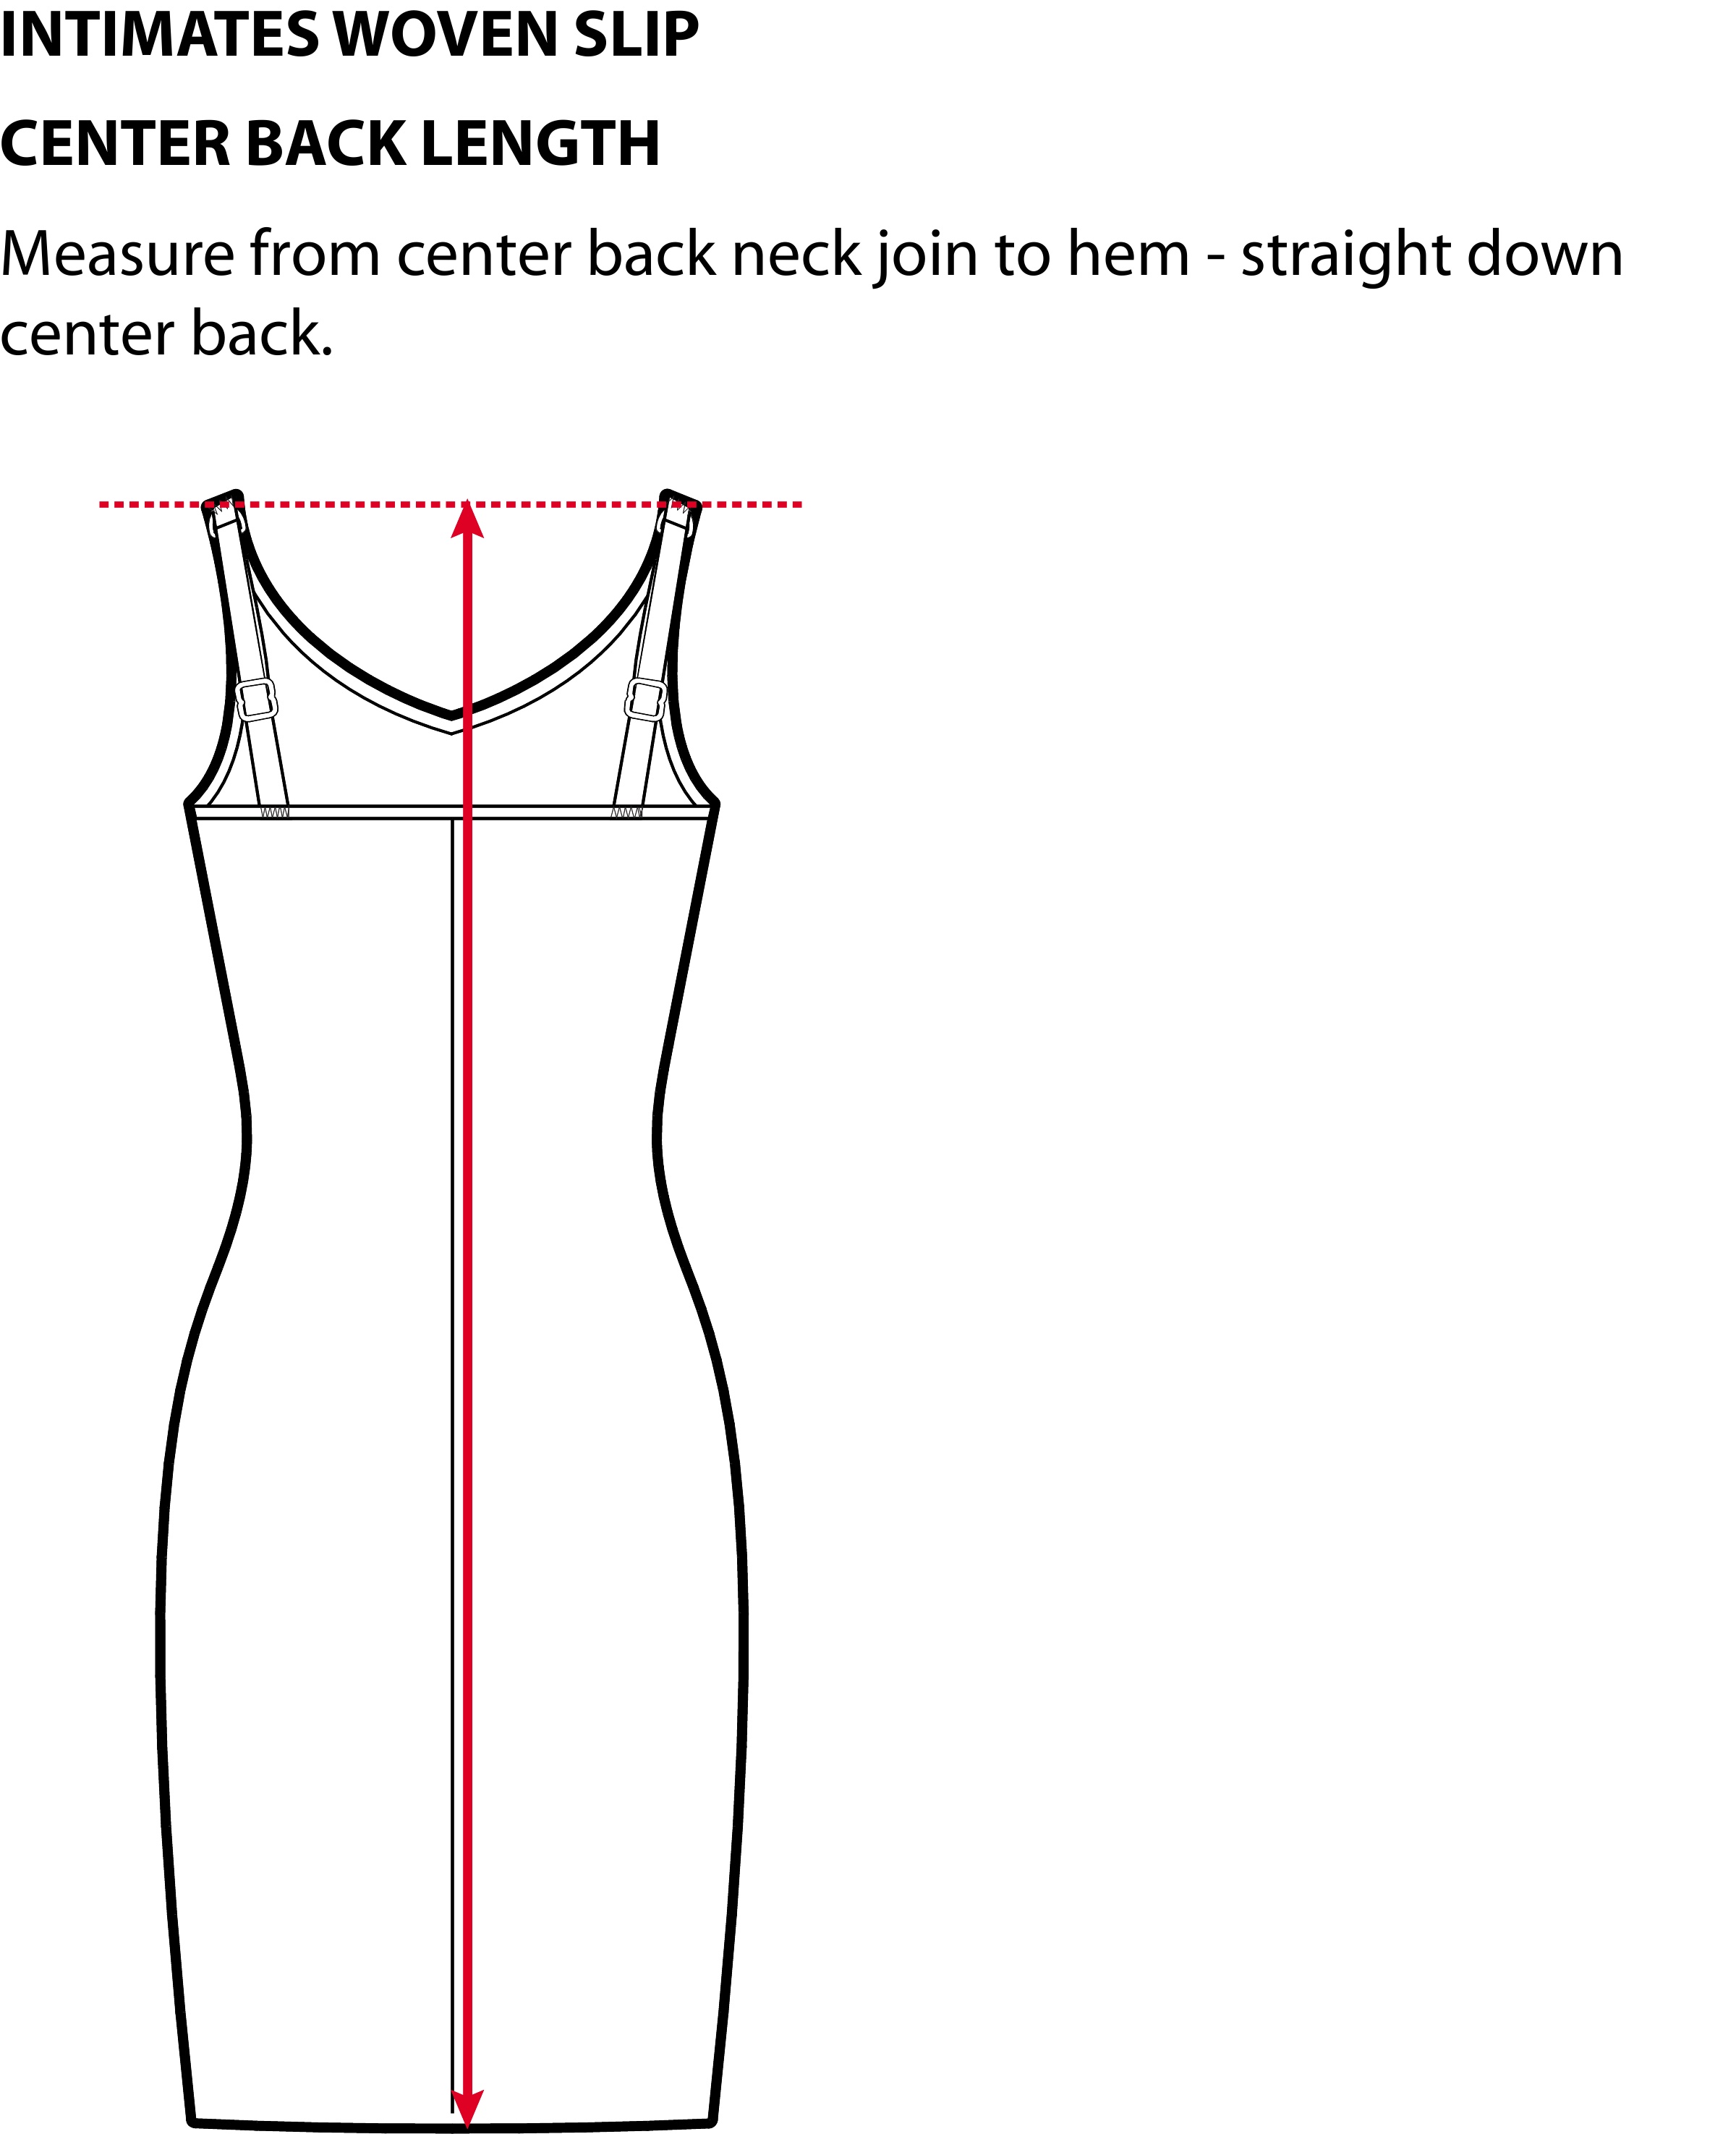 INTIMATES WOVEN SLIP
CENTER BACK LENGTH
Measure from center back neck join to hem - straight down
center back.